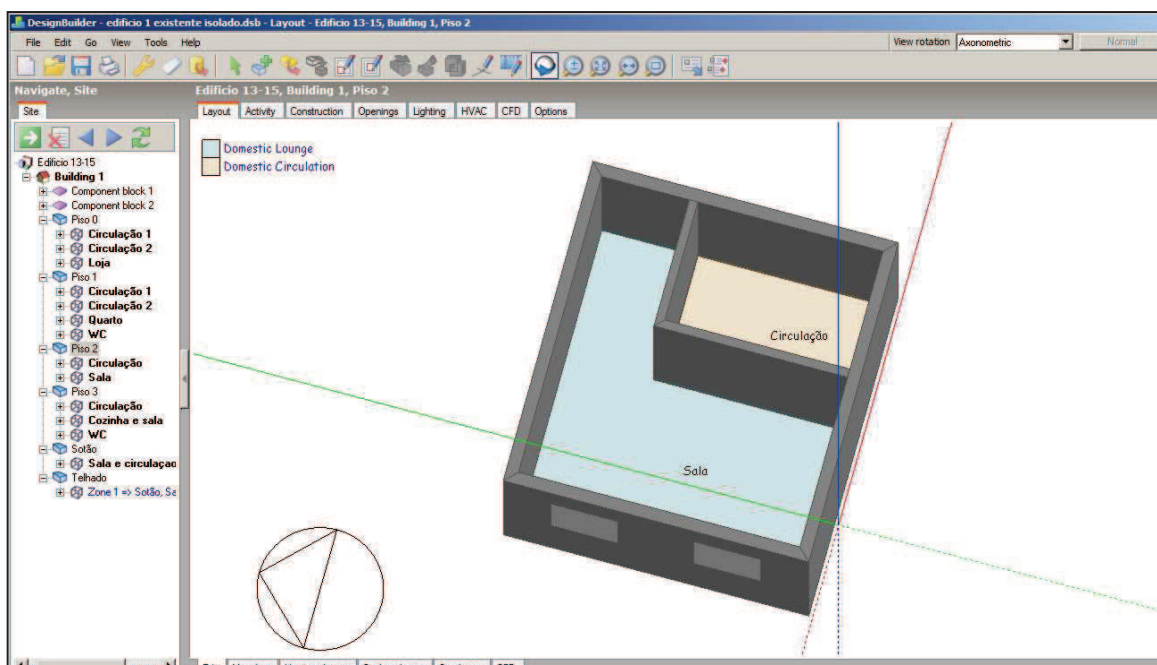 DesignBuilder - edificio 1 existente isolado.dsb - Layout - Edificio 13-15, Building 1, Piso 2
File Edit Go View Tools Help
View rotation Axonometric Normal
Navigate, Site
Edificio 13-15, Building 1, Piso 2
Site
Layout Activity Construction Openings Lighting HVAC CFD Options
Domestic Lounge
Domestic Circulation
Edificio 13-15
Building 1
Component block 1
Component block 2
Piso 0
Circulação 1
Circulação 2
Loja
Piso 1
Circulação 1
Circulação 2
Quarto
WC
Piso 2
Circulação
Sala
Piso 3
Circulação
Cozinha e sala
WC
Sotão
Sala e circulaçao
Telhado
Zone 1 => Sotão, Sa
Circulação
Sala